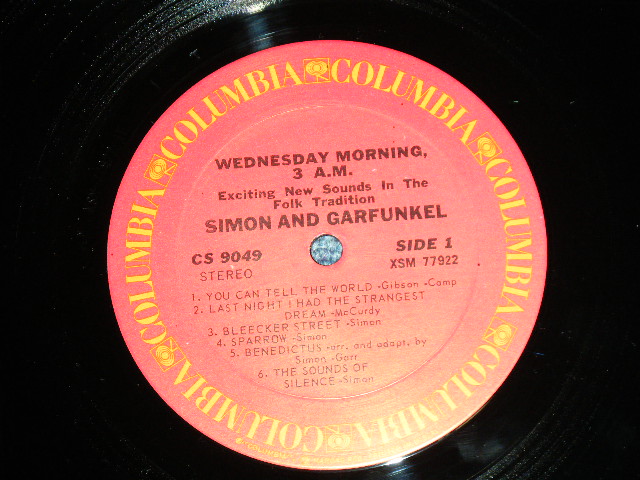 COLUMBIA COLUMBIA COLUMBIA COLUMBIA COLUMBIA COLUMBIA
WEDNESDAY MORNING,
3 A.M.
Exciting New Sounds In The
Folk Tradition
SIMON AND GARFUNKEL
CS 9049
SIDE 1
STEREO
XSM 77922
1. YOU CAN TELL THE WORLD -Gibson -Camp
2. LAST NIGHT I HAD THE STRANGEST
DREAM -McCurdy
3. BLEECKER STREET -Simon
4. SPARROW -Simon
5. BENEDICTUS -arr. and adapt. by
Simon -Garr
6. THE SOUNDS OF
SILENCE -Simon